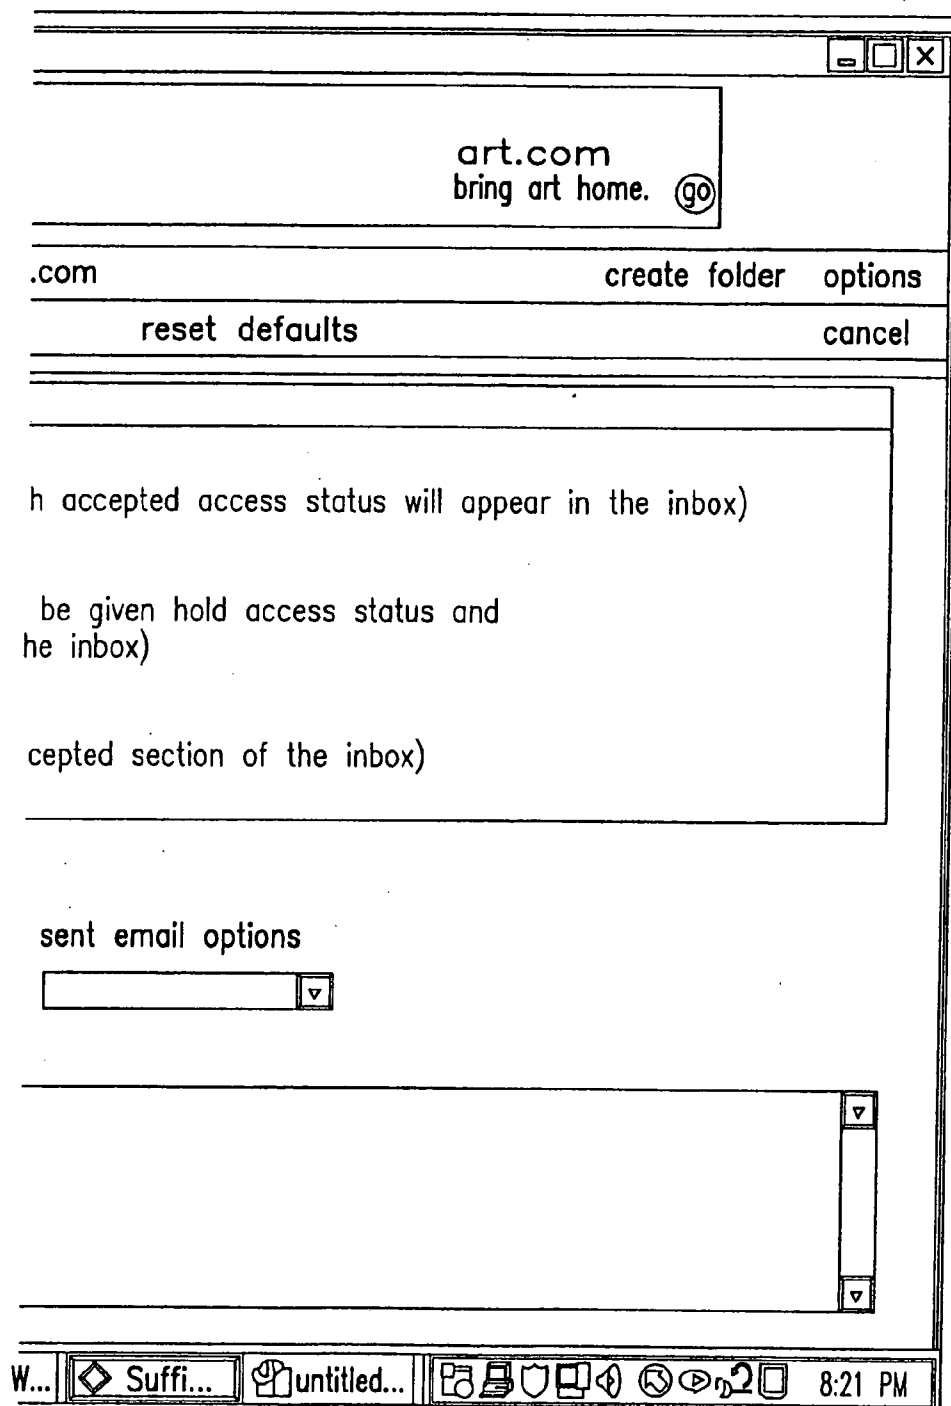 art.com
bring art home. go
.com create folder options
reset defaults cancel
h accepted access status will appear in the inbox)
be given hold access status and
he inbox)
cepted section of the inbox)
sent email options
W... Suffi... untitled... 8:21 PM